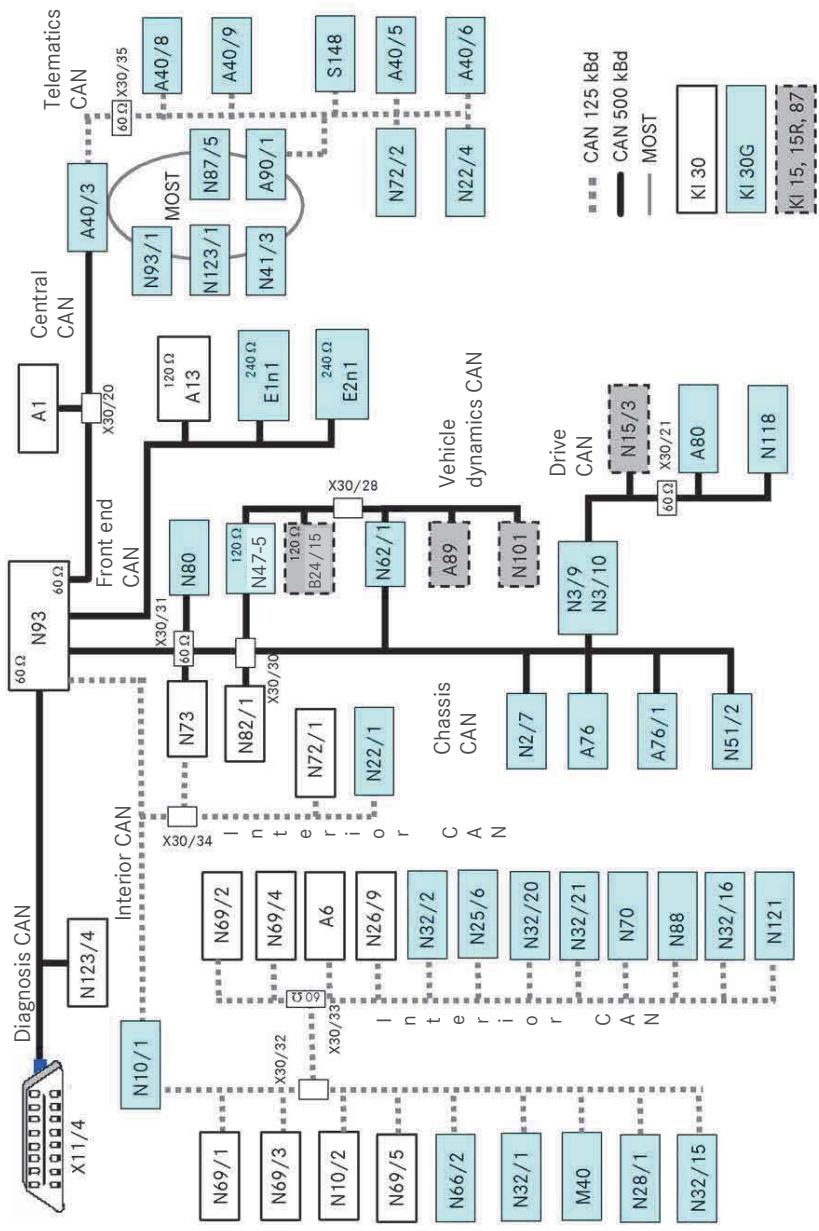 Diagnosis CAN
X11/4
N123/4
N93
60 Ω
60 Ω
A1
Central
CAN
X30/20
A40/3
Telematics
CAN
60 Ω
X30/35
A40/8
A40/9
S148
A40/5
A40/6
N72/2
N22/4
MOST
N93/1
N123/1
N41/3
N87/5
A90/1
Front end
CAN
120 Ω
A13
240 Ω
E1n1
240 Ω
E2n1
N10/1
Interior CAN
X30/34
N73
60 Ω
X30/31
N80
N82/1
X30/30
120 Ω
N47-5
120 Ω
B24/15
X30/28
Vehicle
dynamics CAN
N62/1
A89
N101
N72/1
N22/1
Interior CAN
Chassis
CAN
N2/7
A76
A76/1
N51/2
N3/9
N3/10
Drive
CAN
N15/3
60 Ω
X30/21
A80
N118
X30/32
60 Ω
X30/33
N69/2
N69/4
A6
N26/9
N32/2
N25/6
N32/20
N32/21
N70
N88
N32/16
N121
Interior CAN
N69/1
N69/3
N10/2
N69/5
N66/2
N32/1
M40
N28/1
N32/15
CAN 125 kBd
CAN 500 kBd
MOST
KI 30
KI 30G
KI 15, 15R, 87